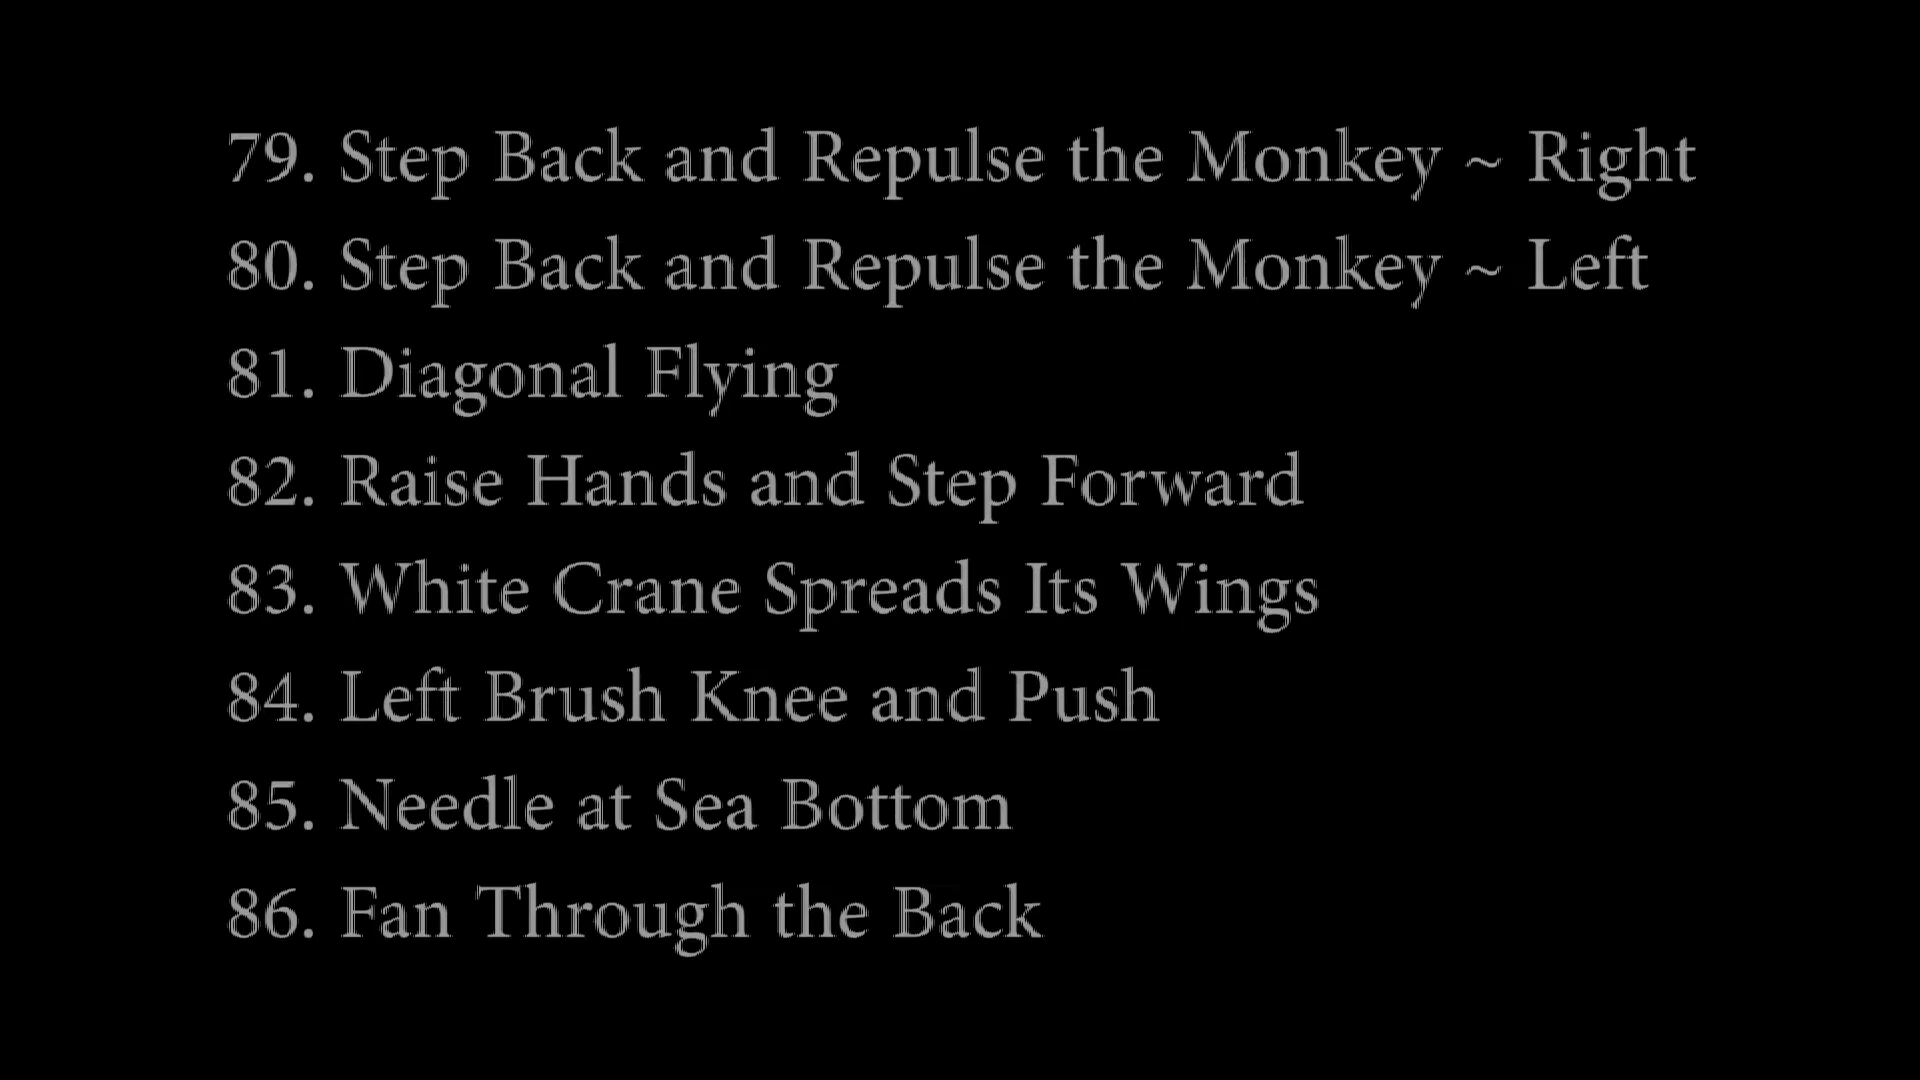 79. Step Back and Repulse the Monkey ~ Right
80. Step Back and Repulse the Monkey ~ Left
81. Diagonal Flying
82. Raise Hands and Step Forward
83. White Crane Spreads Its Wings
84. Left Brush Knee and Push
85. Needle at Sea Bottom
86. Fan Through the Back